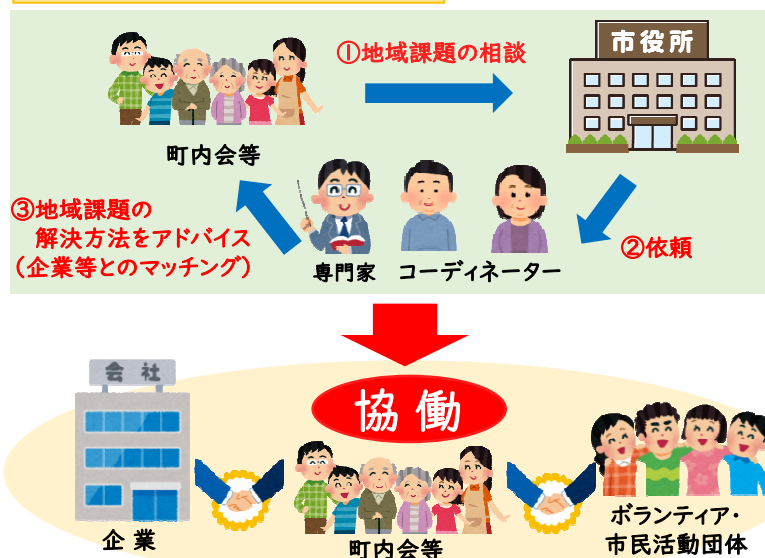 ①地域課題の相談
市役所
町内会等
③地域課題の
解決方法をアドバイス
(企業等とのマッチング)
専門家
コーディネーター
②依頼
協働
会社
企業
町内会等
ボランティア・
市民活動団体